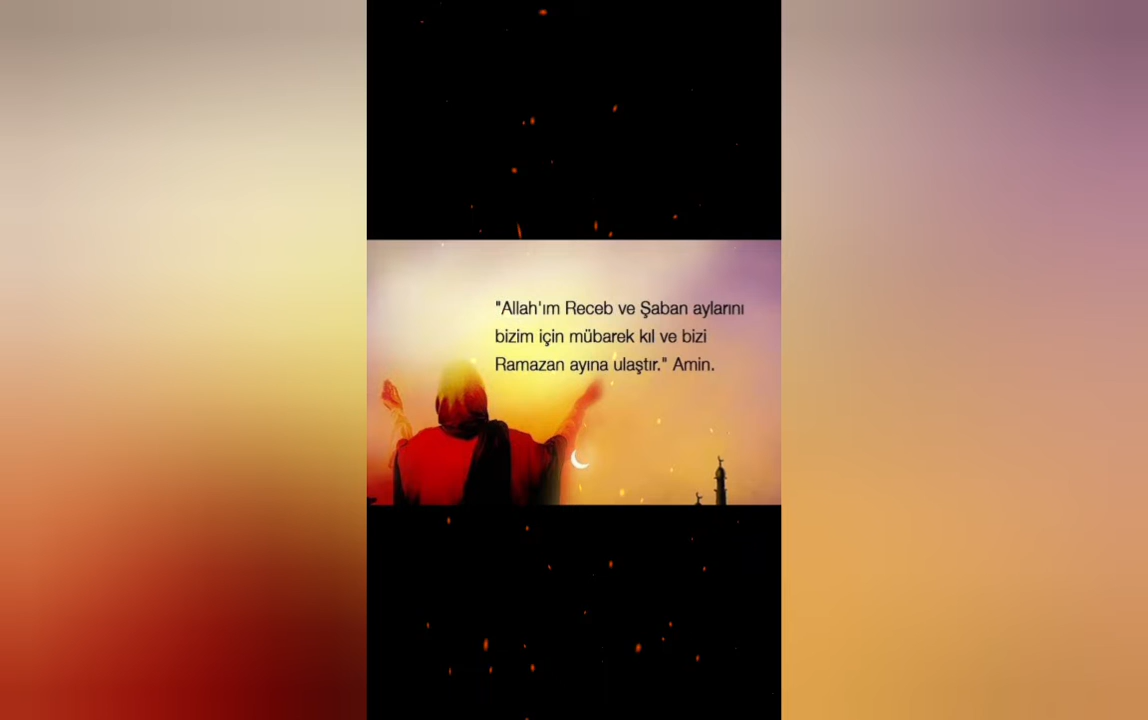 "Allah'ım Receb ve Şaban aylarını
bizim için mübarek kıl ve bizi
Ramazan ayına ulaştır." Amin.